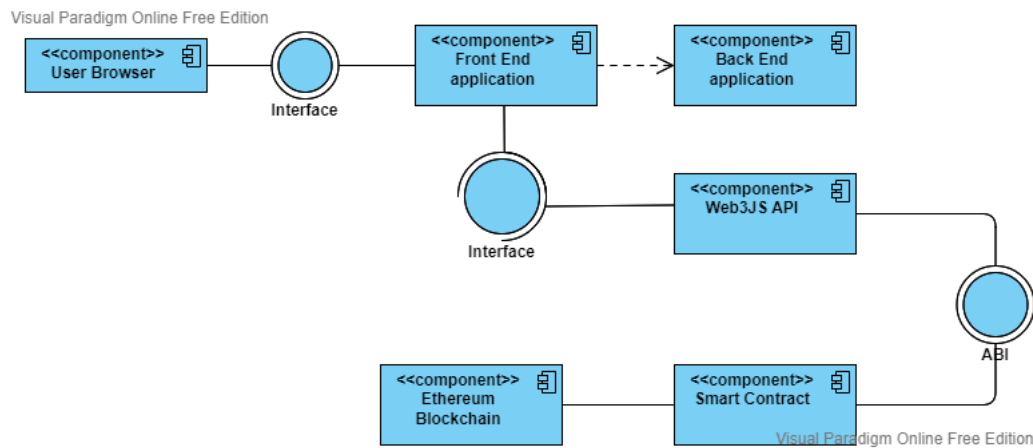 Visual Paradigm Online Free Edition
<<component>>
User Browser
Interface
<<component>>
Front End
application
<<component>>
Back End
application
Interface
<<component>>
Web3JS API
ABI
<<component>>
Ethereum
Blockchain
<<component>>
Smart Contract
Visual Paradigm Online Free Edition